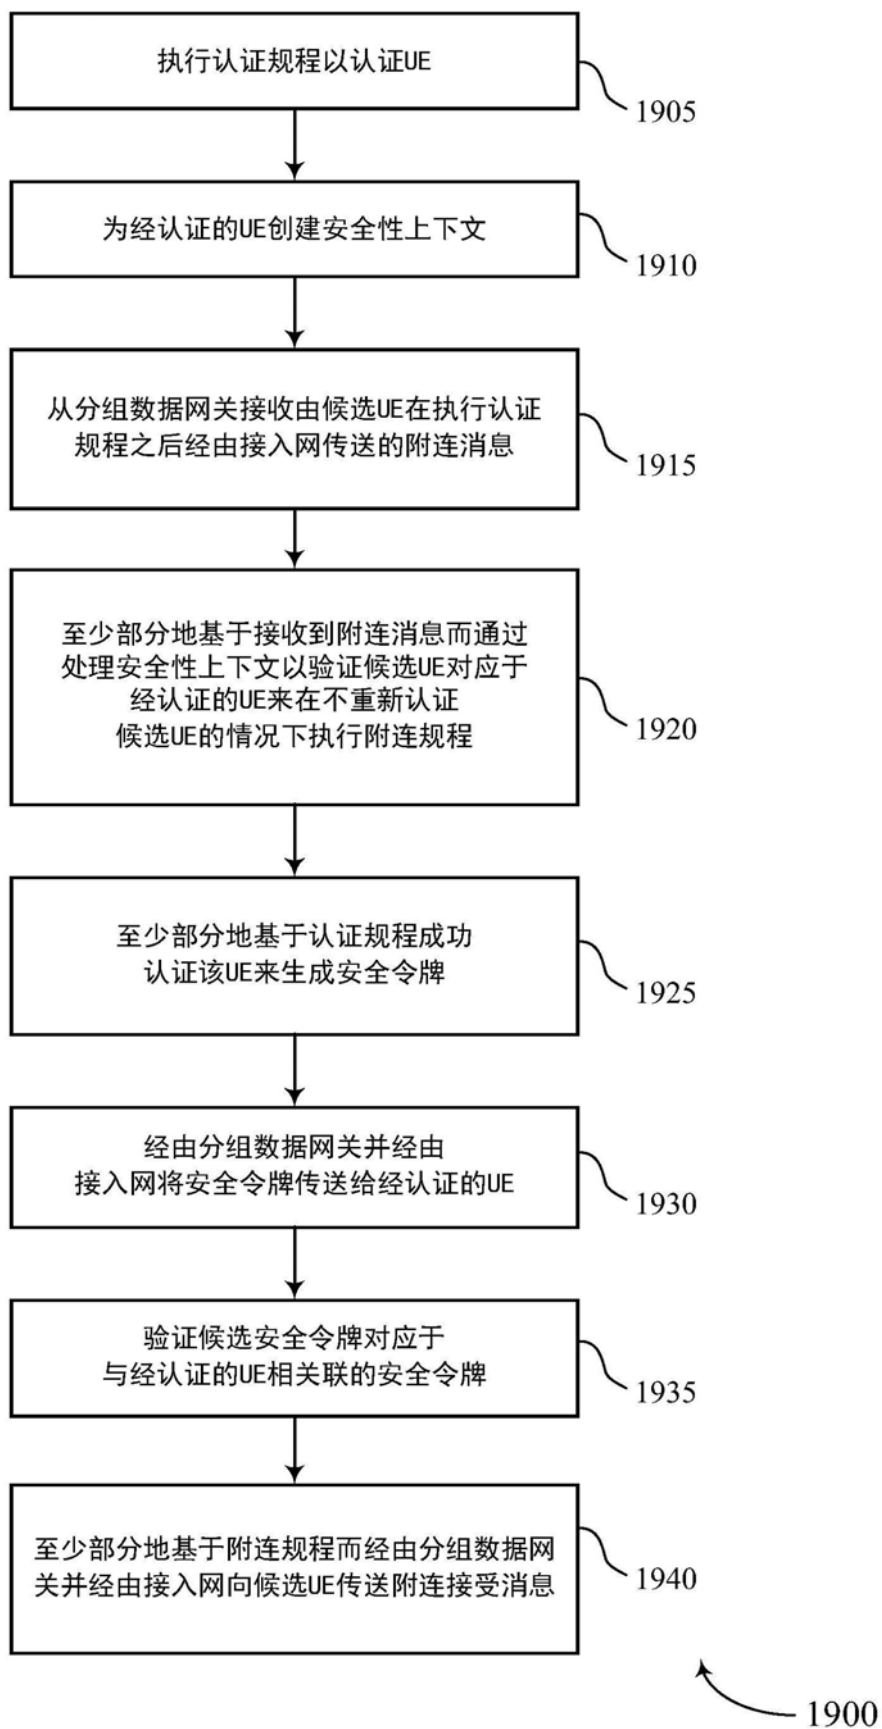 执行认证规程以认证UE
1905
为经认证的UE创建安全性上下文
1910
从分组数据网关接收由候选UE在执行认证
规程之后经由接入网传送的附连消息
1915
至少部分地基于接收到附连消息而通过
处理安全性上下文以验证候选UE对应于
经认证的UE来在不重新认证
候选UE的情况下执行附连规程
1920
至少部分地基于认证规程成功
认证该UE来生成安全令牌
1925
经由分组数据网关并经由
接入网将安全令牌传送给经认证的UE
1930
验证候选安全令牌对应于
与经认证的UE相关联的安全令牌
1935
至少部分地基于附连规程而经由分组数据网
关并经由接入网向候选UE传送附连接受消息
1940
1900